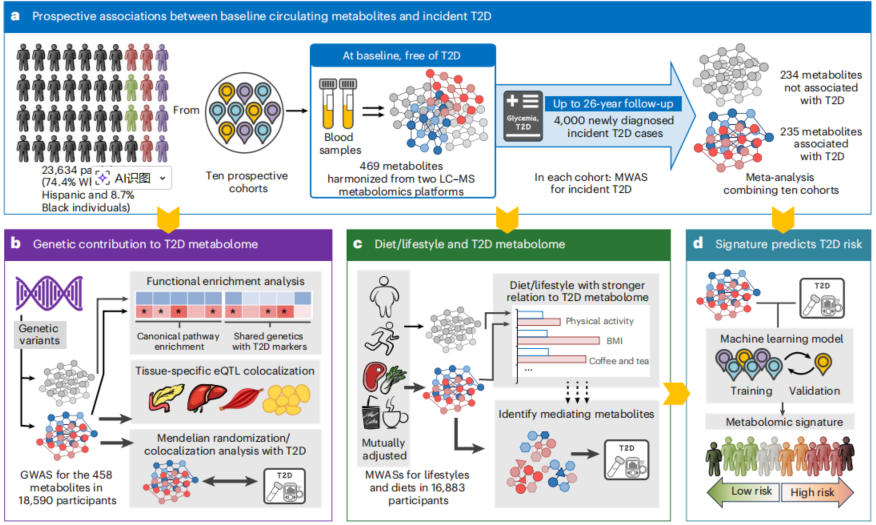 a Prospective associations between baseline circulating metabolites and incident T2D
23,634
(74.4%
Hispanic and 8.7%
Black individuals)
AI识图
From
Ten prospective
cohorts
At baseline, free of T2D
Blood
samples
469 metabolites
harmonized from two LC–MS
metabolomics platforms
Glycemia,
T2D
Up to 26-year follow-up
4,000 newly diagnosed
incident T2D cases
In each cohort: MWAS
for incident T2D
234 metabolites
not associated
with T2D
235 metabolites
associated
with T2D
Meta-analysis
combining ten cohorts
b Genetic contribution to T2D metabolome
Genetic
variants
GWAS for the 458
metabolites in
18,590 participants
Functional enrichment analysis
* * * * * *
Canonical pathway
enrichment
Shared genetics
with T2D markers
Tissue-specific eQTL colocalization
Mendelian randomization/
colocalization analysis with T2D
T2D
c Diet/lifestyle and T2D metabolome
Mutually
adjusted
MWASs for lifestyles
and diets in 16,883
participants
Diet/lifestyle with stronger
relation to T2D metabolome
Physical activity
BMI
Coffee and tea
...
Identify mediating metabolites
T2D
d Signature predicts T2D risk
T2D
Machine learning model
Training
Validation
Metabolomic signature
Low risk
High risk